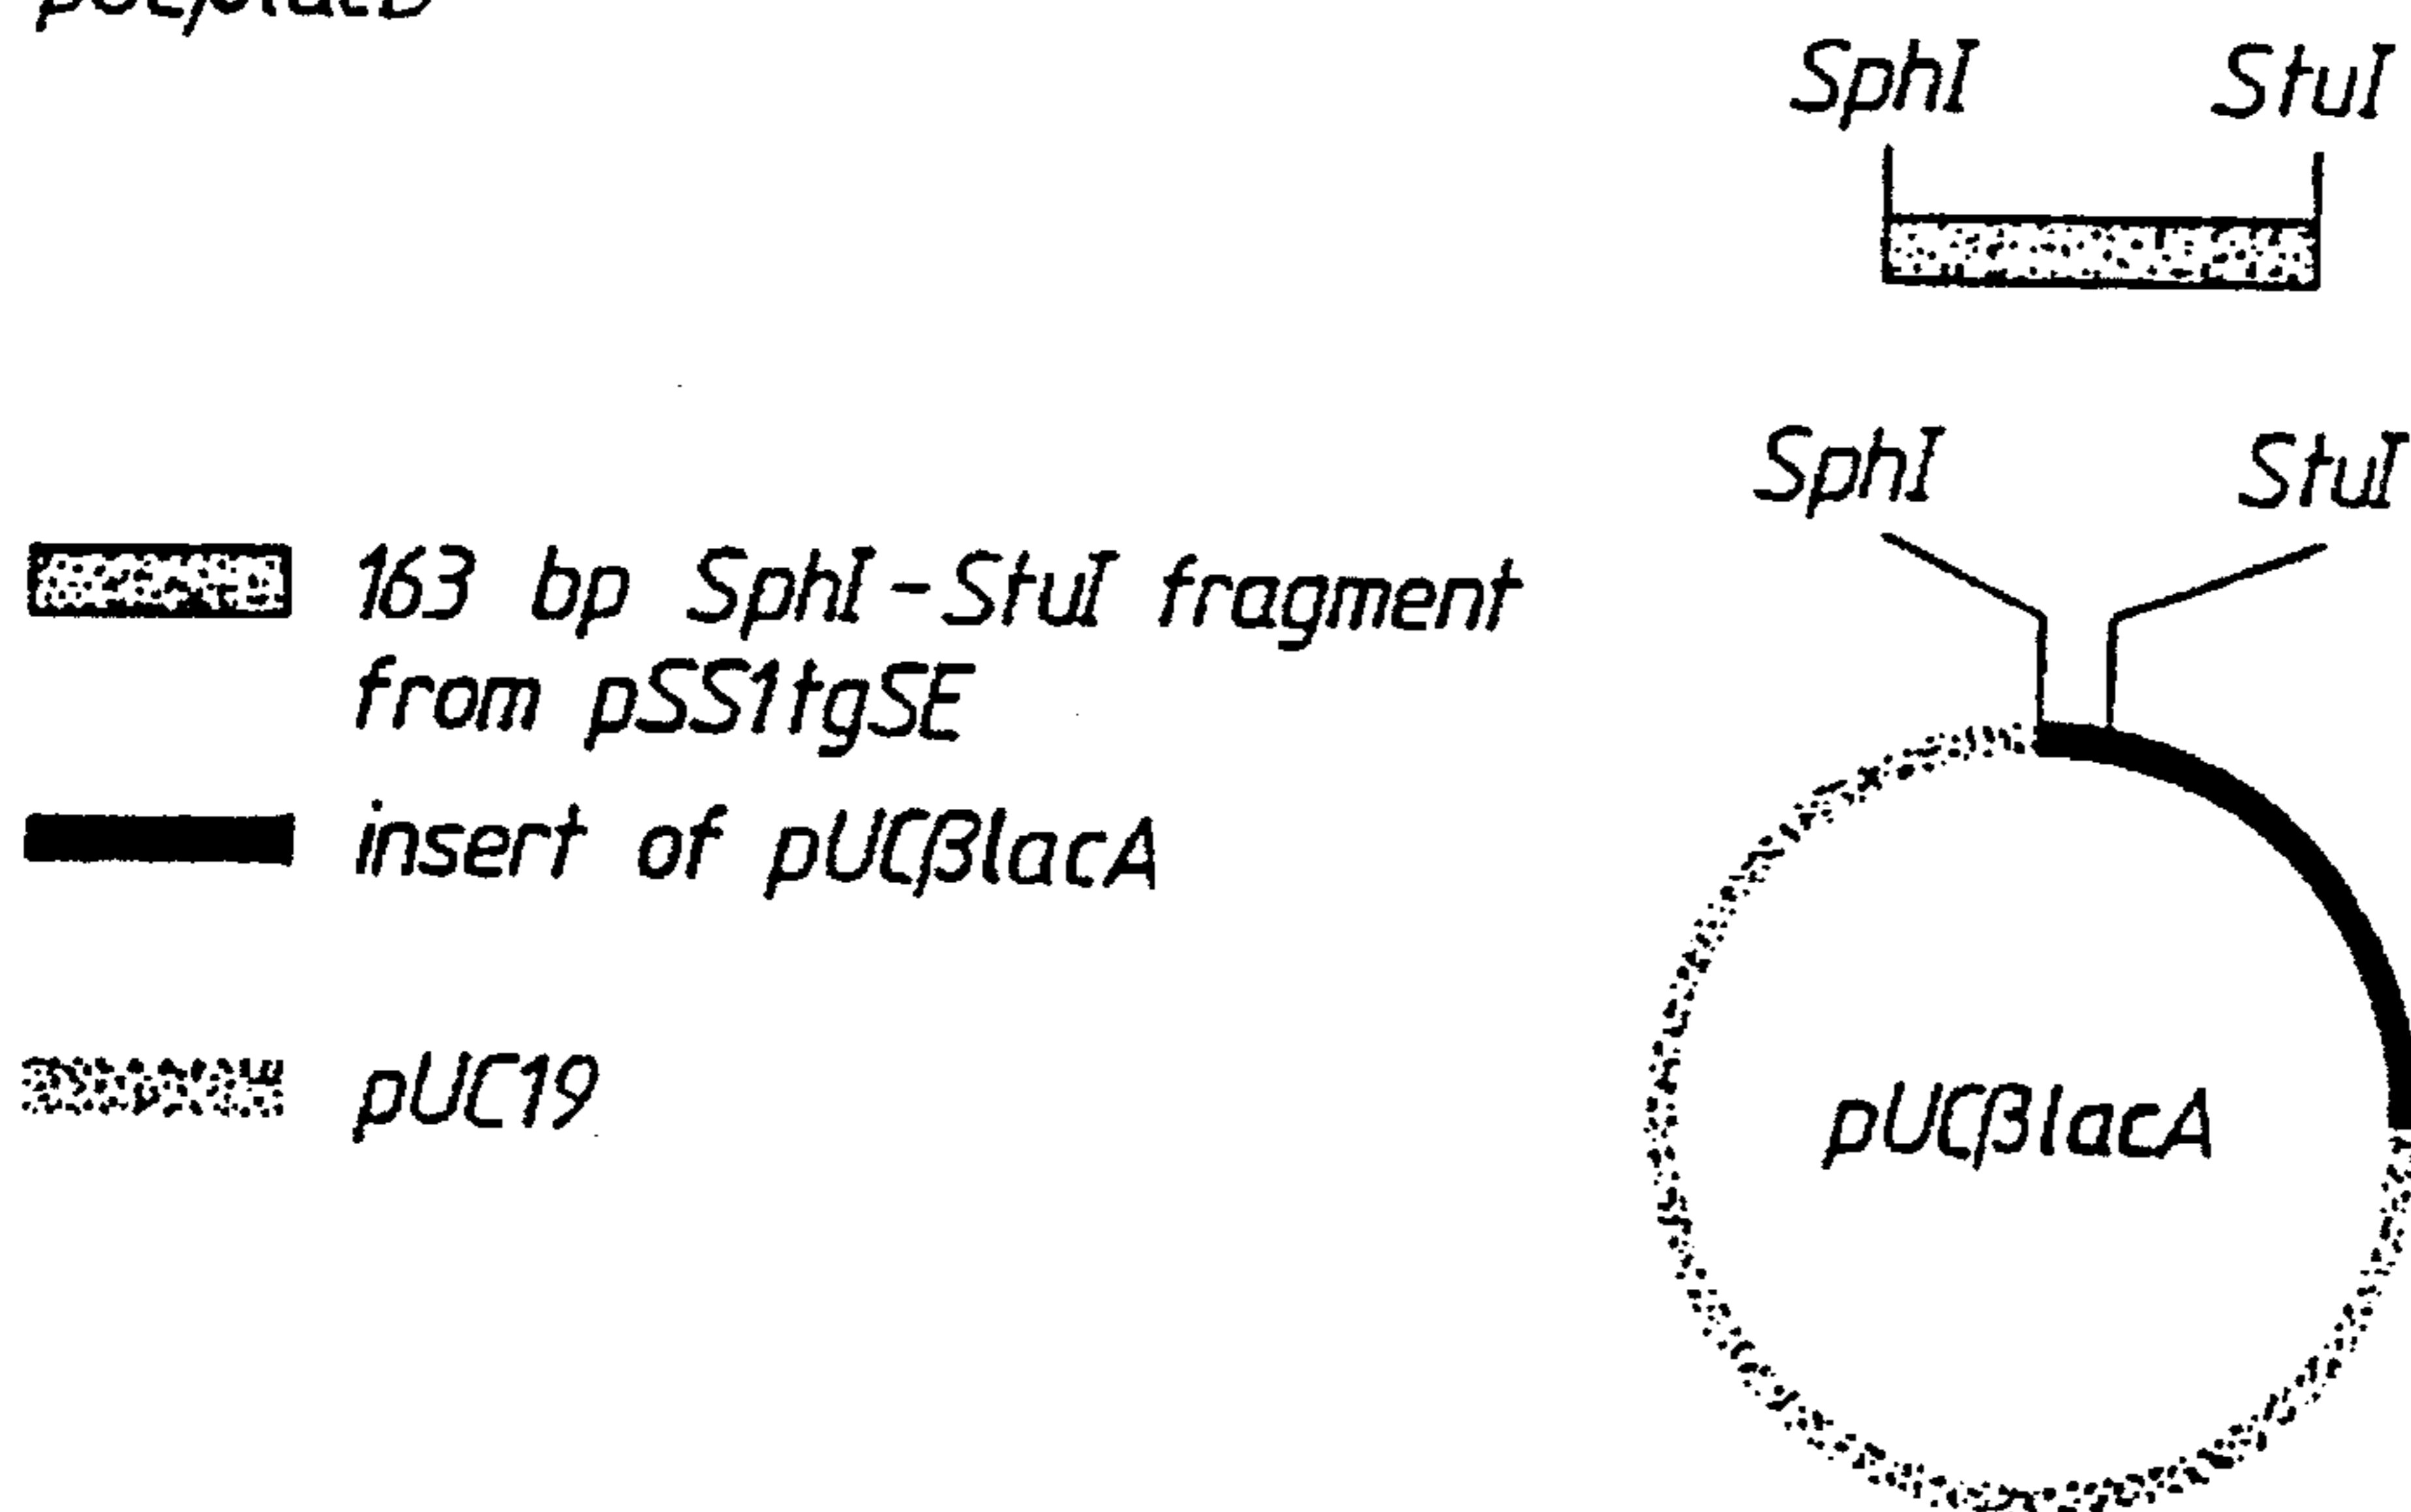 SphI StuI
SphI StuI
163 bp SphI-StuI fragment
from pSS1tgSE
insert of pUCβlacA
pUC19
pUCβlacA